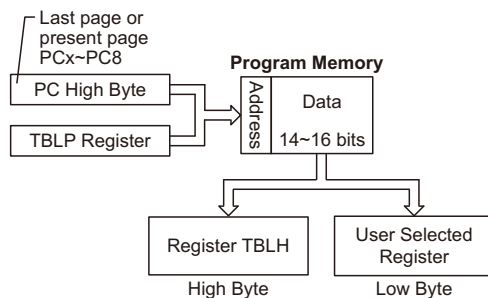 Last page or
present page
PCx~PC8
Program Memory
PC High Byte
TBLP Register
Address
Data
14~16 bits
Register TBLH
User Selected
Register
High Byte
Low Byte